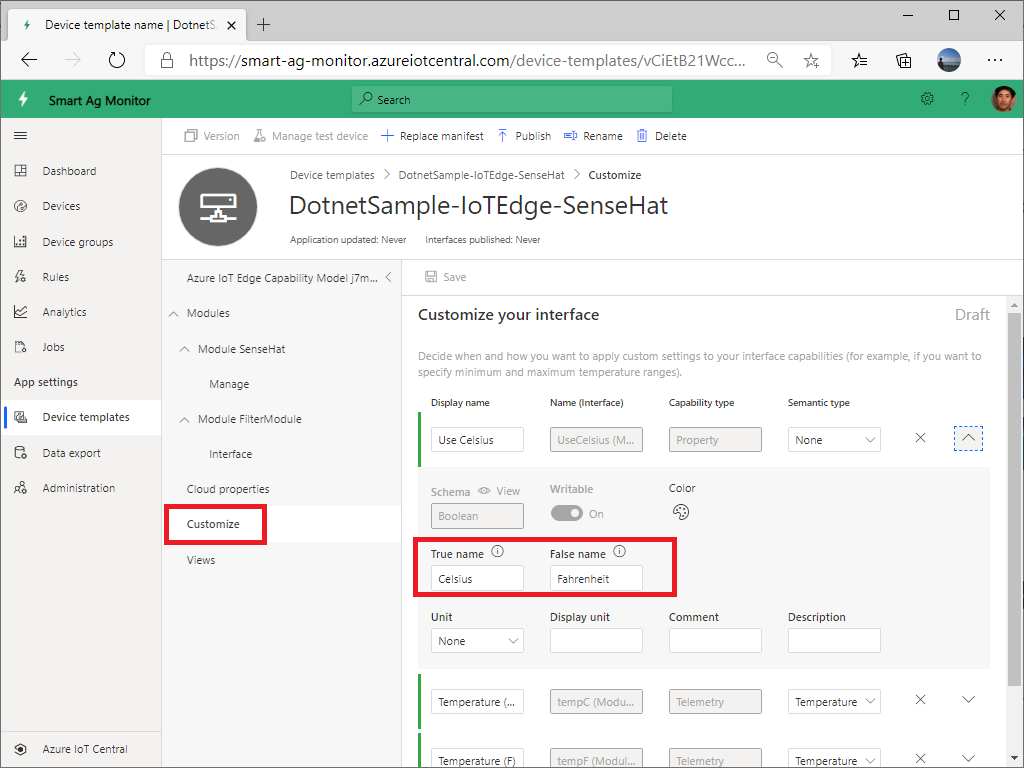 Device template name | DotnetS
https://smart-ag-monitor.azureiotcentral.com/device-templates/vCiEtB21Wcc...
Smart Ag Monitor
Search
?
Version
Manage test device
Replace manifest
Publish
Rename
Delete
Dashboard
Devices
Device groups
Rules
Analytics
Jobs
App settings
Device templates
Data export
Administration
Azure IoT Central
Device templates > DotnetSample-IoTEdge-SenseHat > Customize
DotnetSample-IoTEdge-SenseHat
Application updated: Never Interfaces published: Never
Azure IoT Edge Capability Model j7m...
Modules
Module SenseHat
Manage
Module FilterModule
Interface
Cloud properties
Customize
Views
Save
Customize your interface
Draft
Decide when and how you want to apply custom settings to your interface capabilities (for example, if you want to
specify minimum and maximum temperature ranges).
Display name Name (Interface) Capability type Semantic type
Use Celsius UseCelsius (M... Property None
Schema View Writable Color
Boolean On
True name False name
Celsius Fahrenheit
Unit Display unit Comment Description
None
Temperature (... tempC (Modu... Telemetry Temperature
Temperature (F) tempF (Modul... Telemetry Temperature